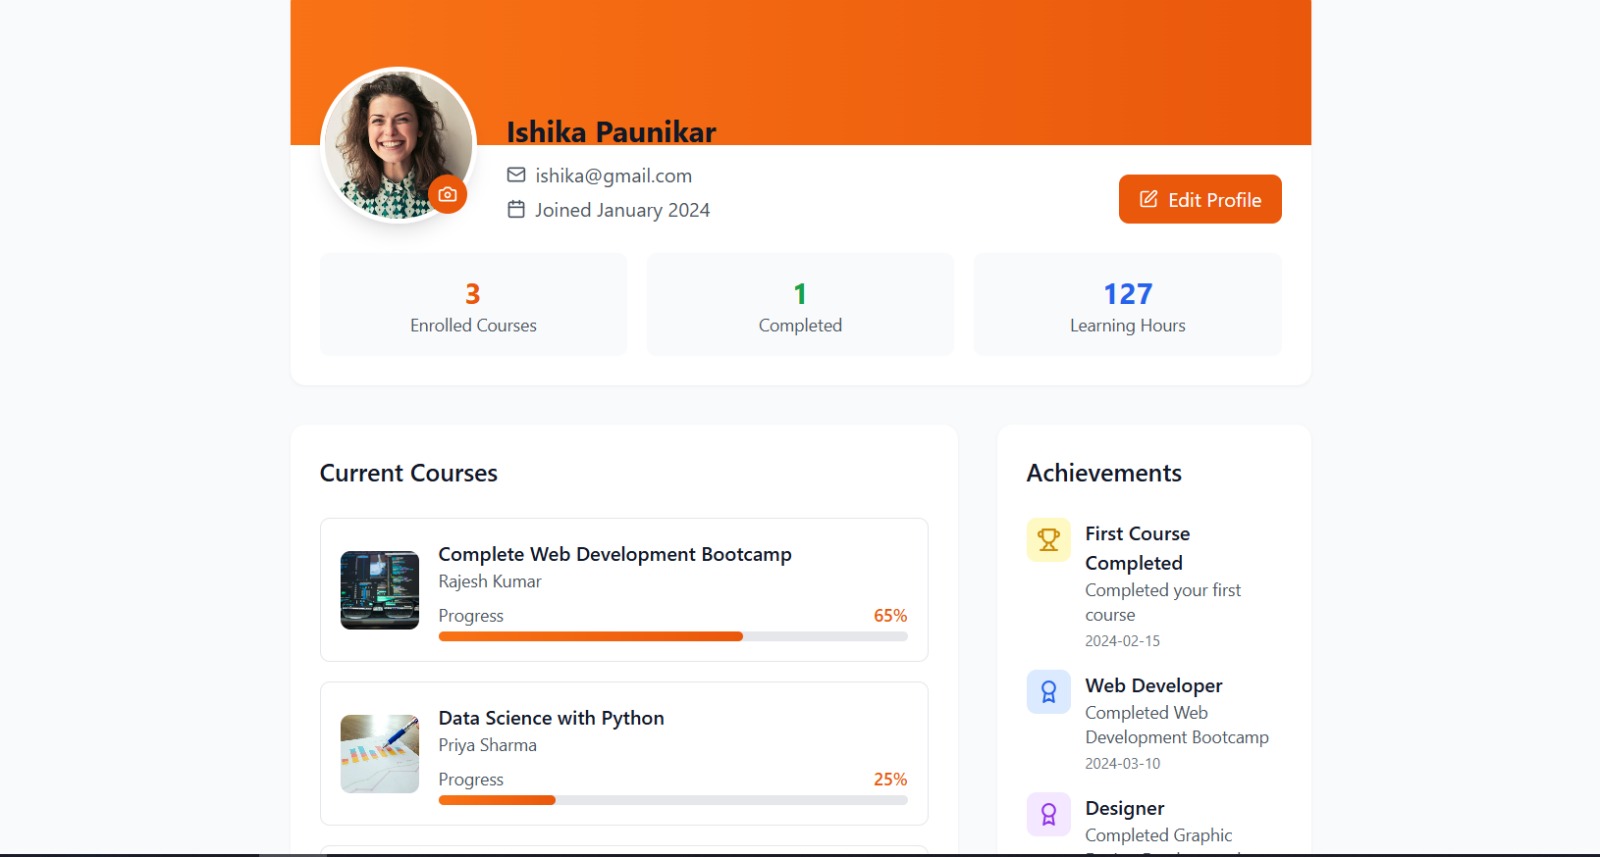 Ishika Paunikar
ishika@gmail.com
Joined January 2024
Edit Profile
3
Enrolled Courses
1
Completed
127
Learning Hours
Current Courses
Complete Web Development Bootcamp
Rajesh Kumar
Progress
65%
Data Science with Python
Priya Sharma
Progress
25%
Achievements
First Course
Completed
Completed your first
course
2024-02-15
Web Developer
Completed Web
Development Bootcamp
2024-03-10
Designer
Completed Graphic